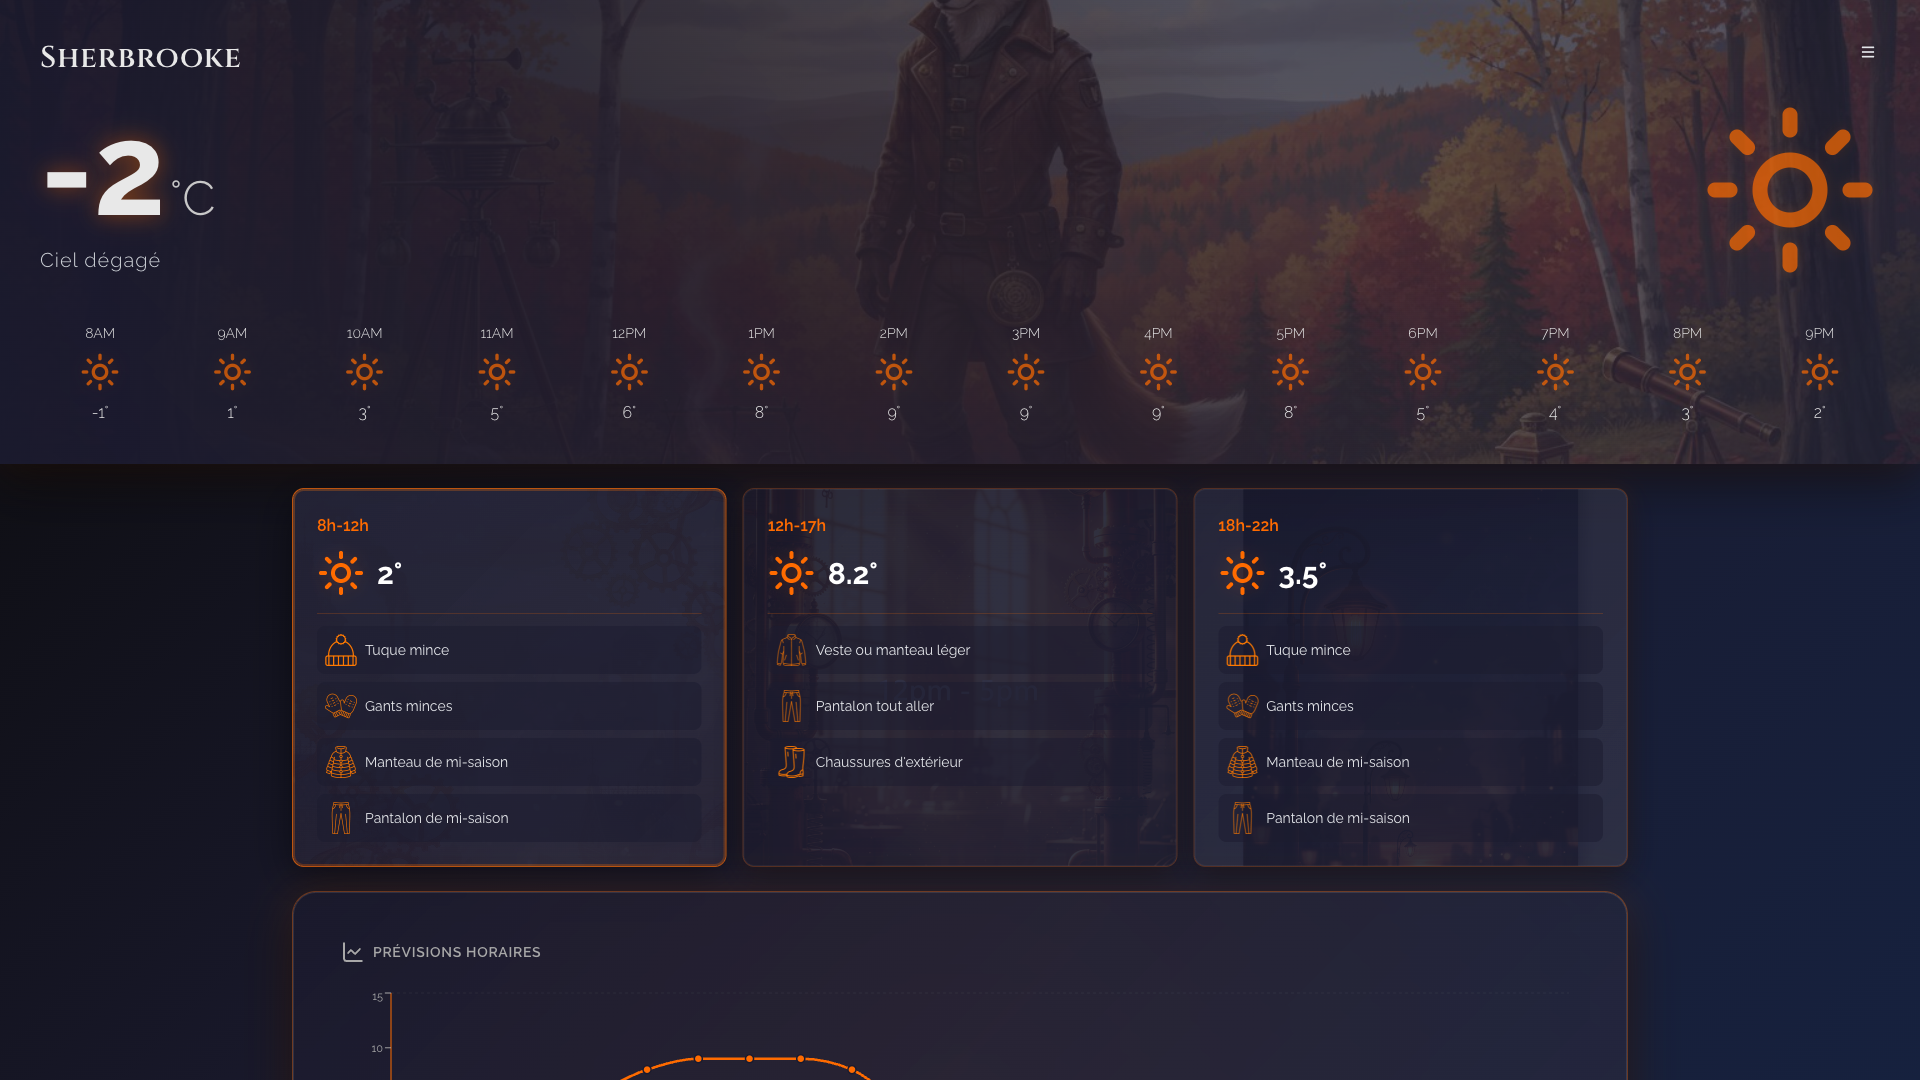 Sherbrooke
☰
-2 °C
Ciel dégagé
8AM 9AM 10AM 11AM 12PM 1PM 2PM 3PM 4PM 5PM 6PM 7PM 8PM 9PM
-1° 1° 3° 5° 6° 8° 9° 9° 9° 8° 5° 4° 3° 2°
8h-12h
2°
Tuque mince
Gants minces
Manteau de mi-saison
Pantalon de mi-saison
12h-17h
8.2°
Veste ou manteau léger
Pantalon tout aller
Chaussures d'extérieur
18h-22h
3.5°
Tuque mince
Gants minces
Manteau de mi-saison
Pantalon de mi-saison
PRÉVISIONS HORAIRES
15
10